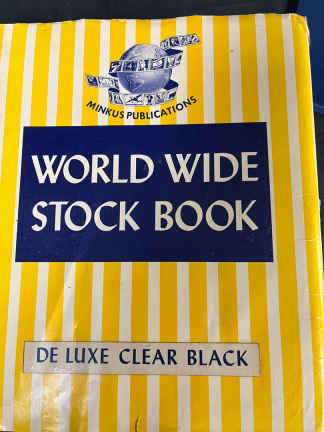 MINKUS PUBLICATIONS
WORLD WIDE
STOCK BOOK
DE LUXE CLEAR BLACK